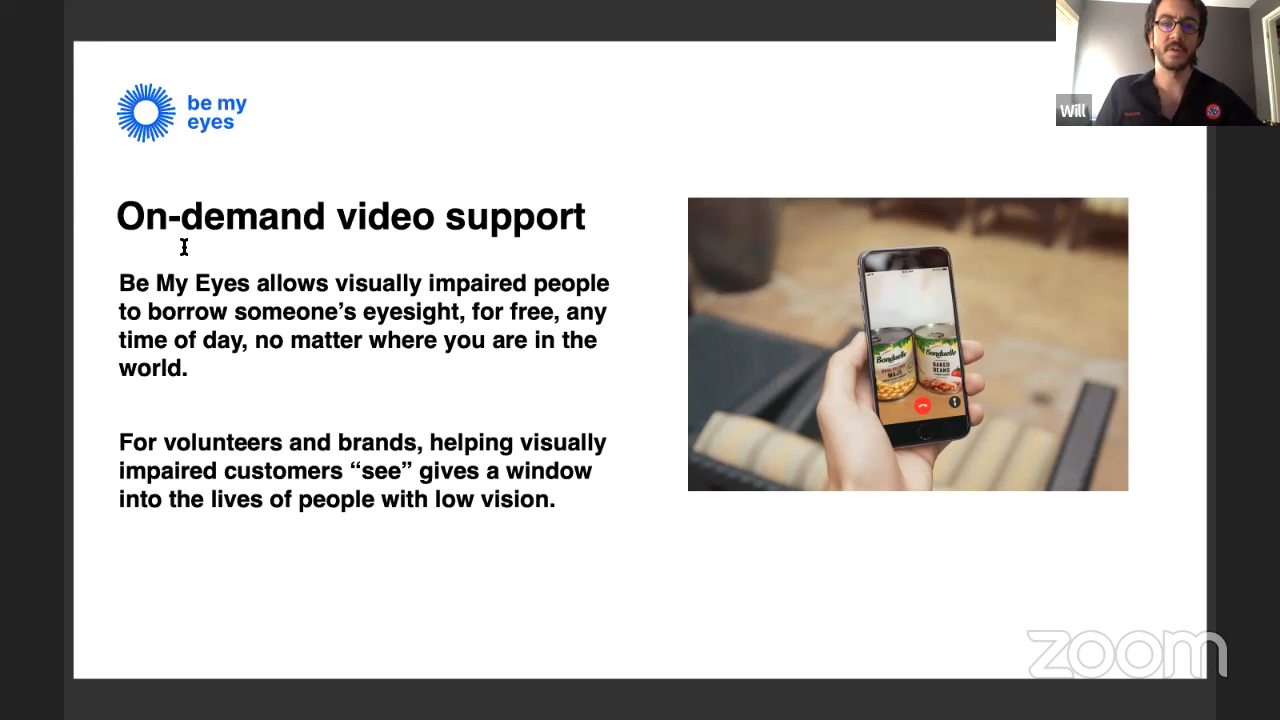 be my
eyes
Will
76
On-demand video support
Be My Eyes allows visually impaired people
to borrow someone’s eyesight, for free, any
time of day, no matter where you are in the
world.
For volunteers and brands, helping visually
impaired customers “see” gives a window
into the lives of people with low vision.
Bonduelle
Bonduelle
BAKED
BEANS
zoom